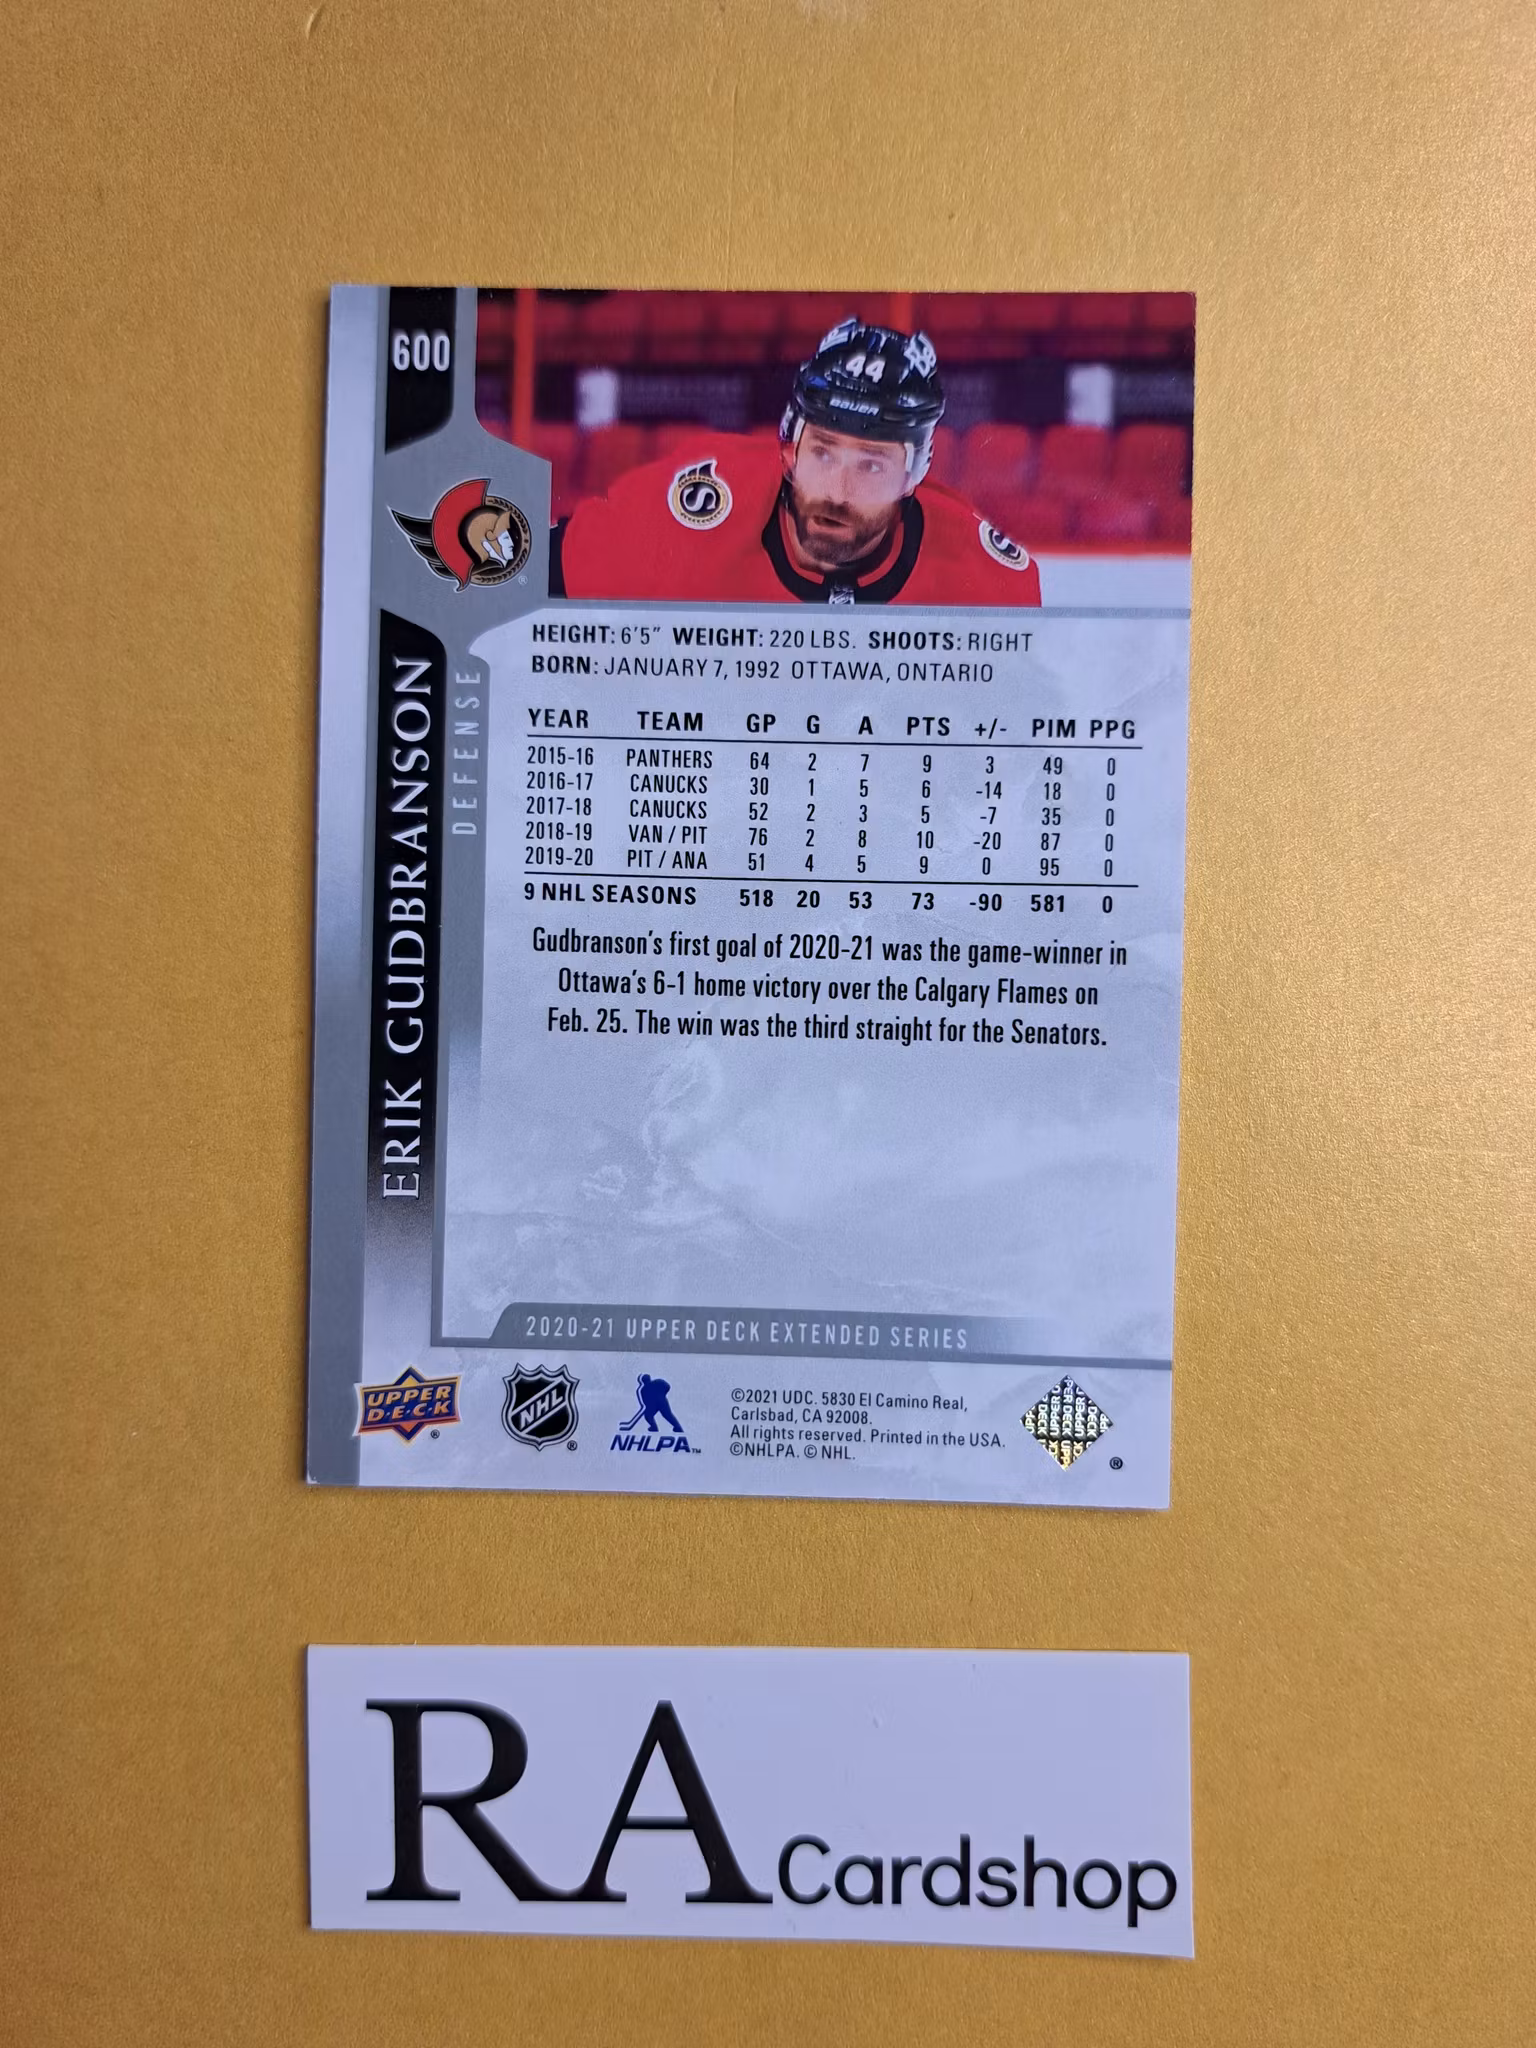 600
44
BAUER
S
S
ERIK GUDBRANSON
DEFENSE
HEIGHT: 6'5" WEIGHT: 220 LBS. SHOOTS: RIGHT
BORN: JANUARY 7, 1992 OTTAWA, ONTARIO
YEAR TEAM GP G A PTS +/- PIM PPG
2015-16 PANTHERS 64 2 7 9 3 49 0
2016-17 CANUCKS 30 1 5 6 -14 18 0
2017-18 CANUCKS 52 2 3 5 -7 35 0
2018-19 VAN / PIT 76 2 8 10 -20 87 0
2019-20 PIT / ANA 51 4 5 9 0 95 0
9 NHL SEASONS 518 20 53 73 -90 581 0
Gudbranson's first goal of 2020-21 was the game-winner in
Ottawa's 6-1 home victory over the Calgary Flames on
Feb. 25. The win was the third straight for the Senators.
2020-21 UPPER DECK EXTENDED SERIES
UPPER
D·E·C·K
®
NHL
®
NHLPA™
©2021 UDC. 5830 El Camino Real,
Carlsbad, CA 92008.
All rights reserved. Printed in the USA.
©NHLPA. © NHL.
®
RA Cardshop